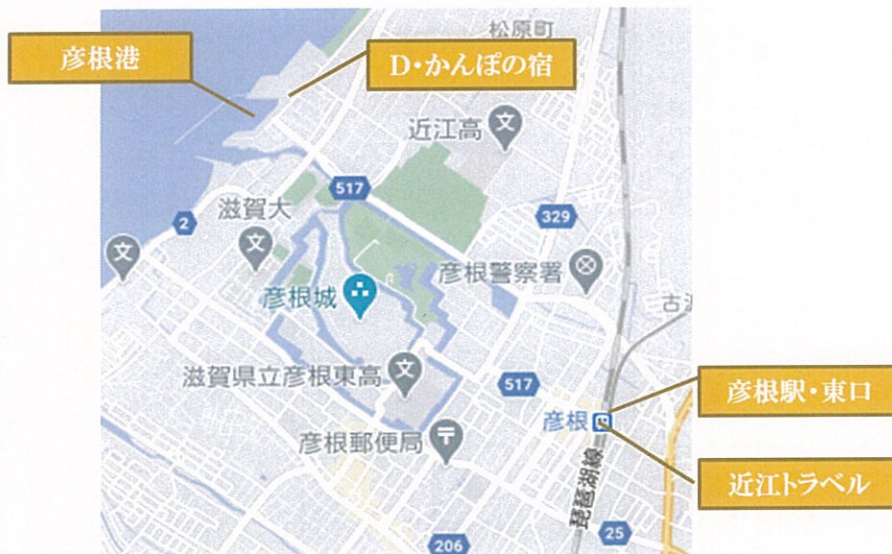 松原町
彦根港
D・かんぽの宿
近江高
517
滋賀大
2
329
彦根警察署
彦根城
滋賀県立彦根東高
517
彦根駅・東口
彦根
彦根郵便局
近江トラベル
琵琶湖線
25
206